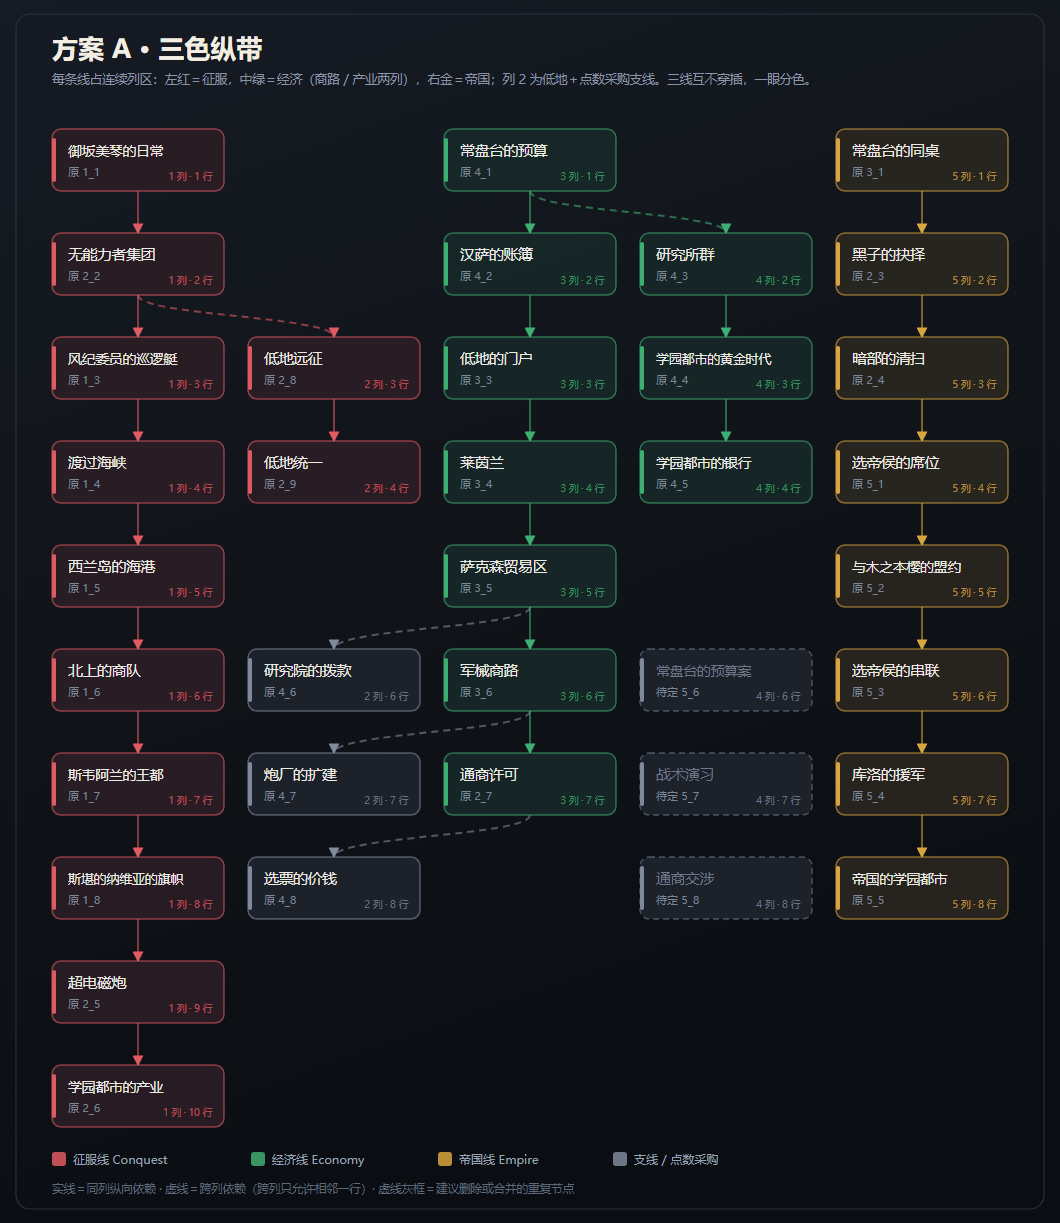 方案 A · 三色纵带
每条线占连续列区：左红＝征服，中绿＝经济（商路 / 产业两列），右金＝帝国；列 2 为低地＋点数采购支线。三线互不穿插，一眼分色。
御坂美琴的日常
原 1_1
1 列 · 1 行
常盘台的预算
原 4_1
3 列 · 1 行
常盘台的同桌
原 3_1
5 列 · 1 行
无能力者集团
原 2_2
1 列 · 2 行
汉萨的账簿
原 4_2
3 列 · 2 行
研究所群
原 4_3
4 列 · 2 行
黑子的抉择
原 2_3
5 列 · 2 行
风纪委员的巡逻艇
原 1_3
1 列 · 3 行
低地远征
原 2_8
2 列 · 3 行
低地的门户
原 3_3
3 列 · 3 行
学园都市的黄金时代
原 4_4
4 列 · 3 行
暗部的清扫
原 2_4
5 列 · 3 行
渡过海峡
原 1_4
1 列 · 4 行
低地统一
原 2_9
2 列 · 4 行
莱茵兰
原 3_4
3 列 · 4 行
学园都市的银行
原 4_5
4 列 · 4 行
选帝侯的席位
原 5_1
5 列 · 4 行
西兰岛的海港
原 1_5
1 列 · 5 行
萨克森贸易区
原 3_5
3 列 · 5 行
与木之本樱的盟约
原 5_2
5 列 · 5 行
北上的商队
原 1_6
1 列 · 6 行
研究院的拨款
原 4_6
2 列 · 6 行
军械商路
原 3_6
3 列 · 6 行
常盘台的预算案
待定 5_6
4 列 · 6 行
选帝侯的串联
原 5_3
5 列 · 6 行
斯韦阿兰的王都
原 1_7
1 列 · 7 行
炮厂的扩建
原 4_7
2 列 · 7 行
通商许可
原 2_7
3 列 · 7 行
战术演习
待定 5_7
4 列 · 7 行
库洛的援军
原 5_4
5 列 · 7 行
斯堪的纳维亚的旗帜
原 1_8
1 列 · 8 行
选票的价钱
原 4_8
2 列 · 8 行
通商交涉
待定 5_8
4 列 · 8 行
帝国的学园都市
原 5_5
5 列 · 8 行
超电磁炮
原 2_5
1 列 · 9 行
学园都市的产业
原 2_6
1 列 · 10 行
征服线 Conquest
经济线 Economy
帝国线 Empire
支线 / 点数采购
实线＝同列纵向依赖 · 虚线＝跨列依赖（跨列只允许相邻一行）· 虚线灰框＝建议删除或合并的重复节点